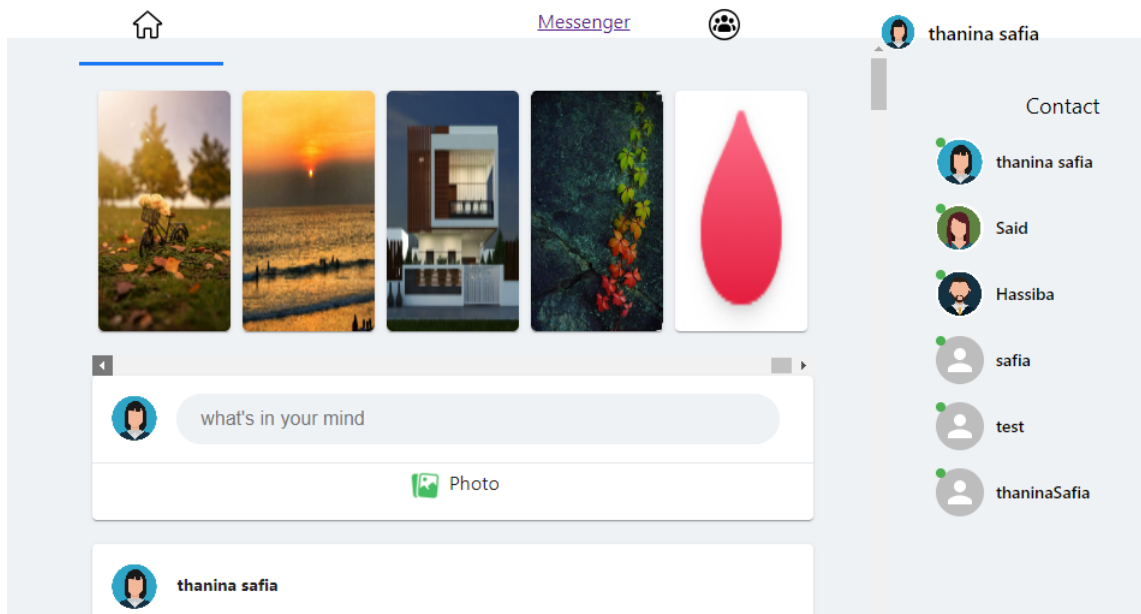 Messenger
thanina safia
Contact
thanina safia
Said
Hassiba
safia
test
thaninaSafia
what's in your mind
Photo
thanina safia